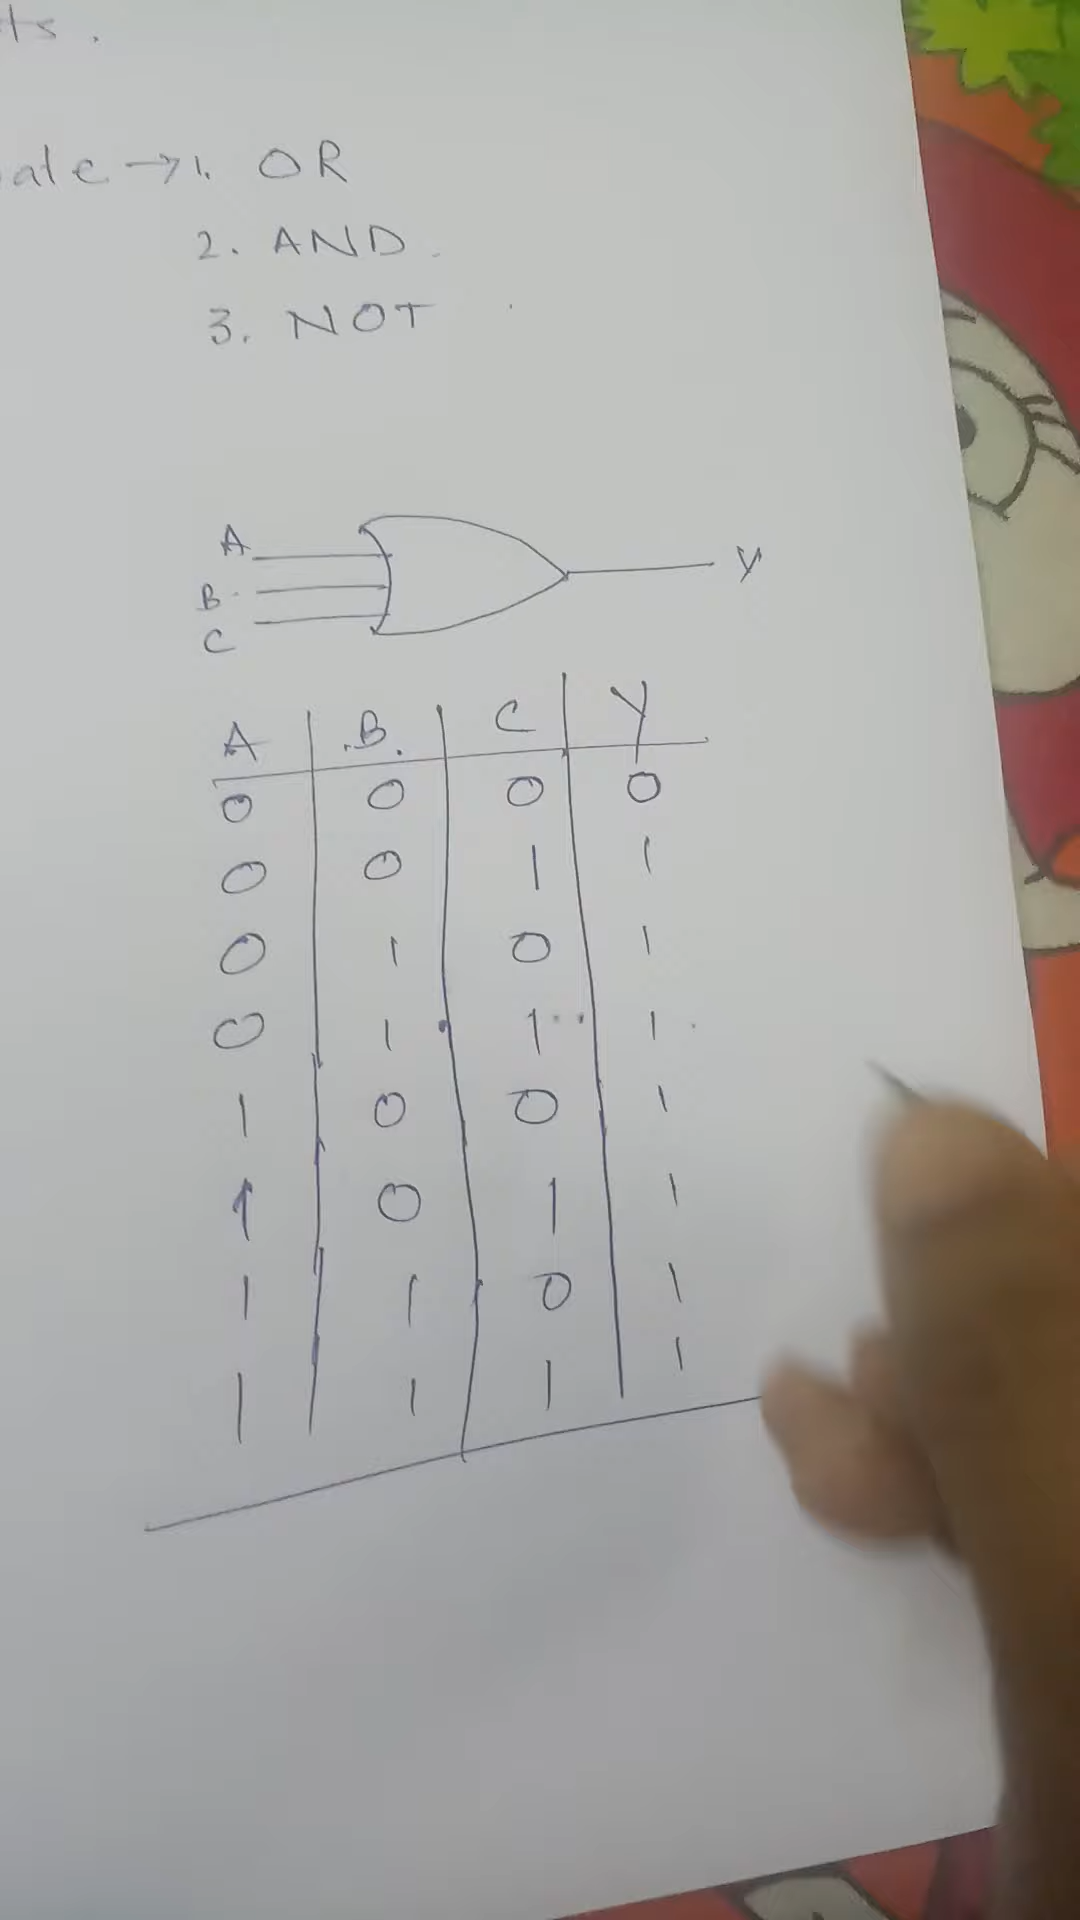 ts.
ate → 1. OR
2. AND.
3. NOT
A
B
Y
C
A B C Y
0 0 0 0
0 0 1 1
0 1 0 1
0 1 1 1
1 0 0 1
1 0 1 1
1 1 0 1
1 1 1 1